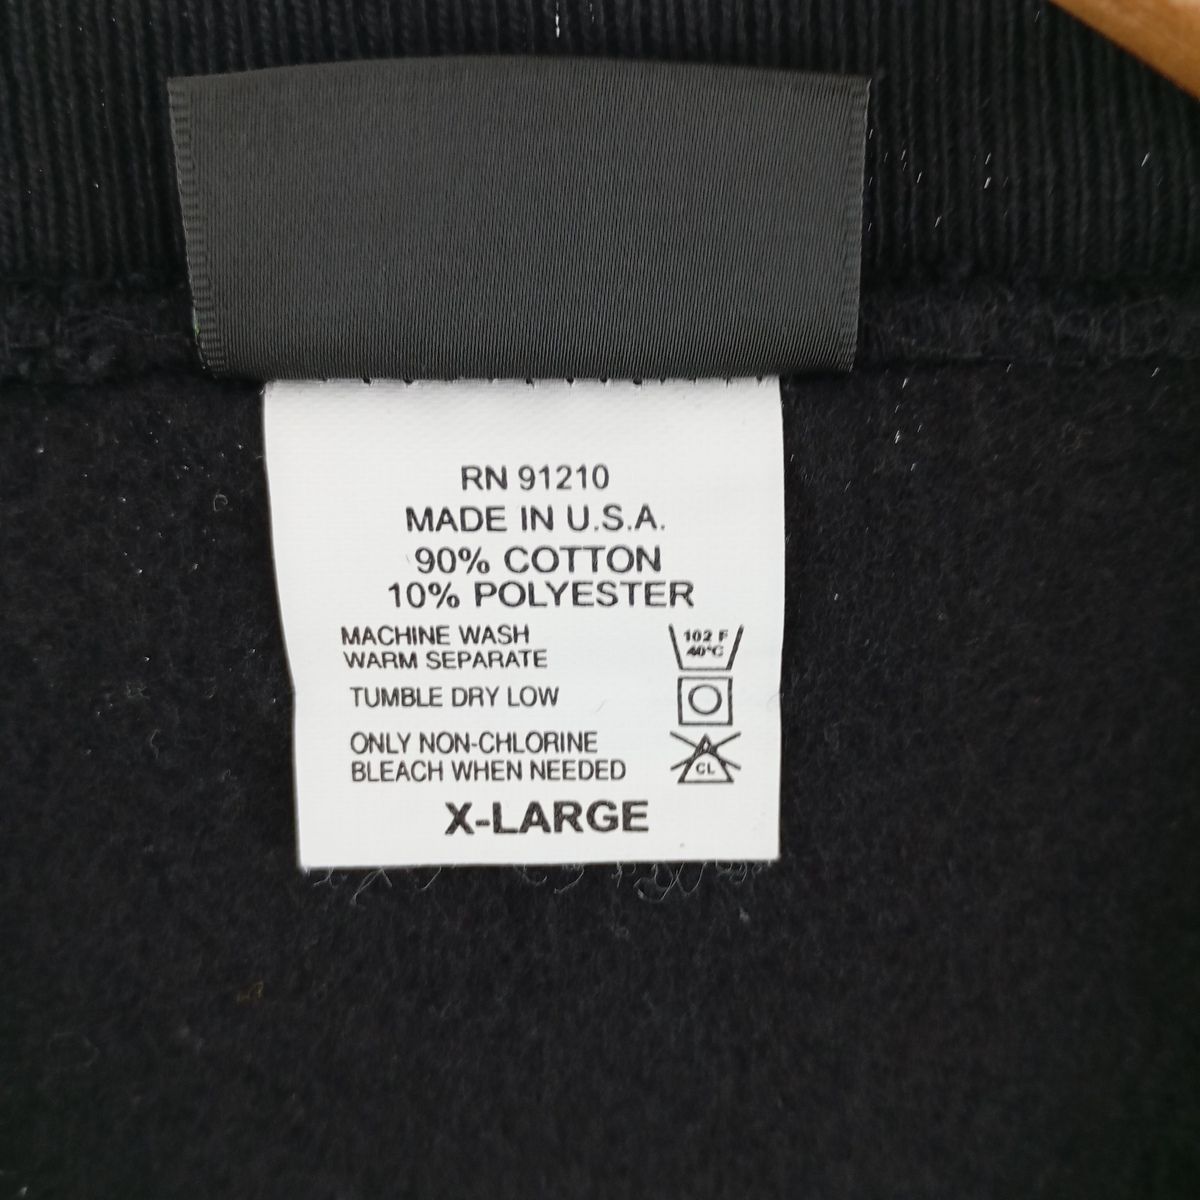 RN 91210
MADE IN U.S.A.
90% COTTON
10% POLYESTER
MACHINE WASH
WARM SEPARATE
102 F
40°C
TUMBLE DRY LOW
ONLY NON-CHLORINE
BLEACH WHEN NEEDED
CL
X-LARGE